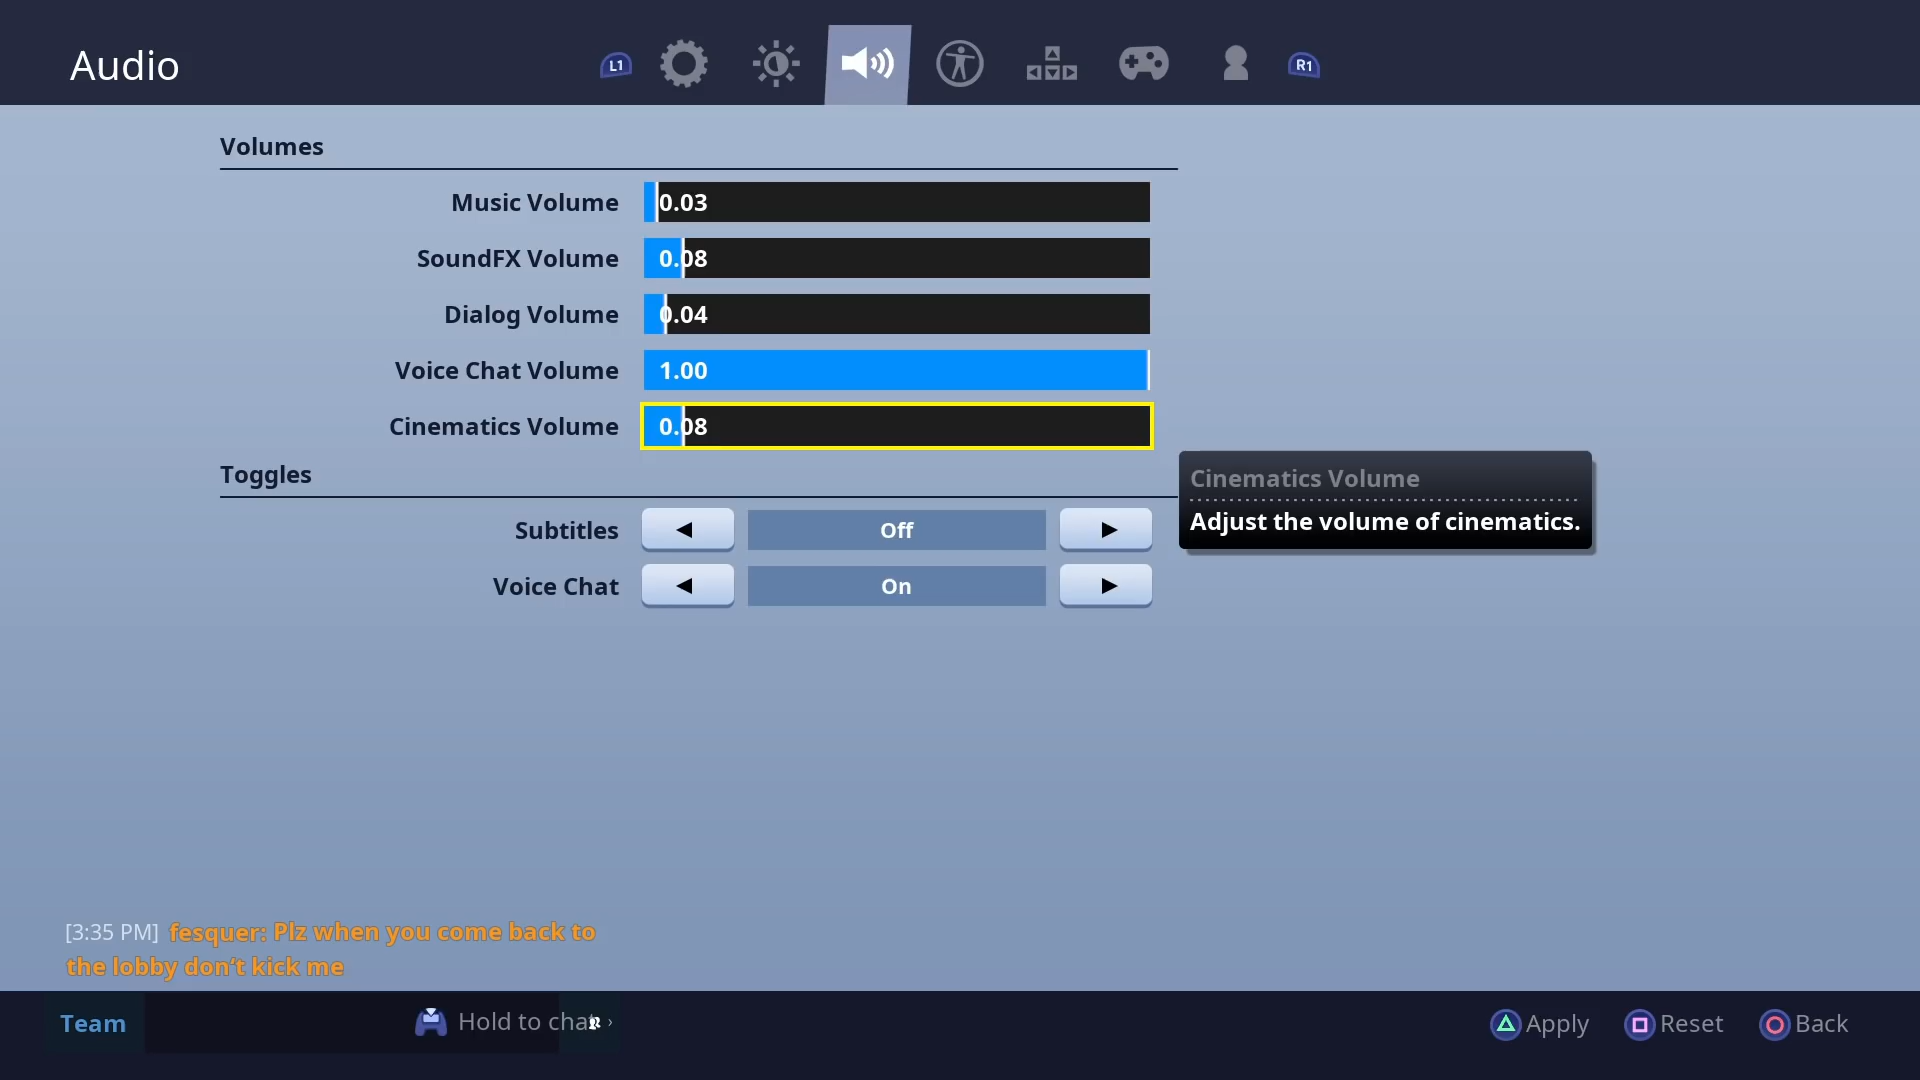 Audio
L1
R1
Volumes
Music Volume
0.03
SoundFX Volume
0.08
Dialog Volume
0.04
Voice Chat Volume
1.00
Cinematics Volume
0.08
Toggles
Cinematics Volume
Adjust the volume of cinematics.
Subtitles
Off
Voice Chat
On
[3:35 PM] fesquer: Plz when you come back to
the lobby don't kick me
Team
Hold to chat
Apply
Reset
Back